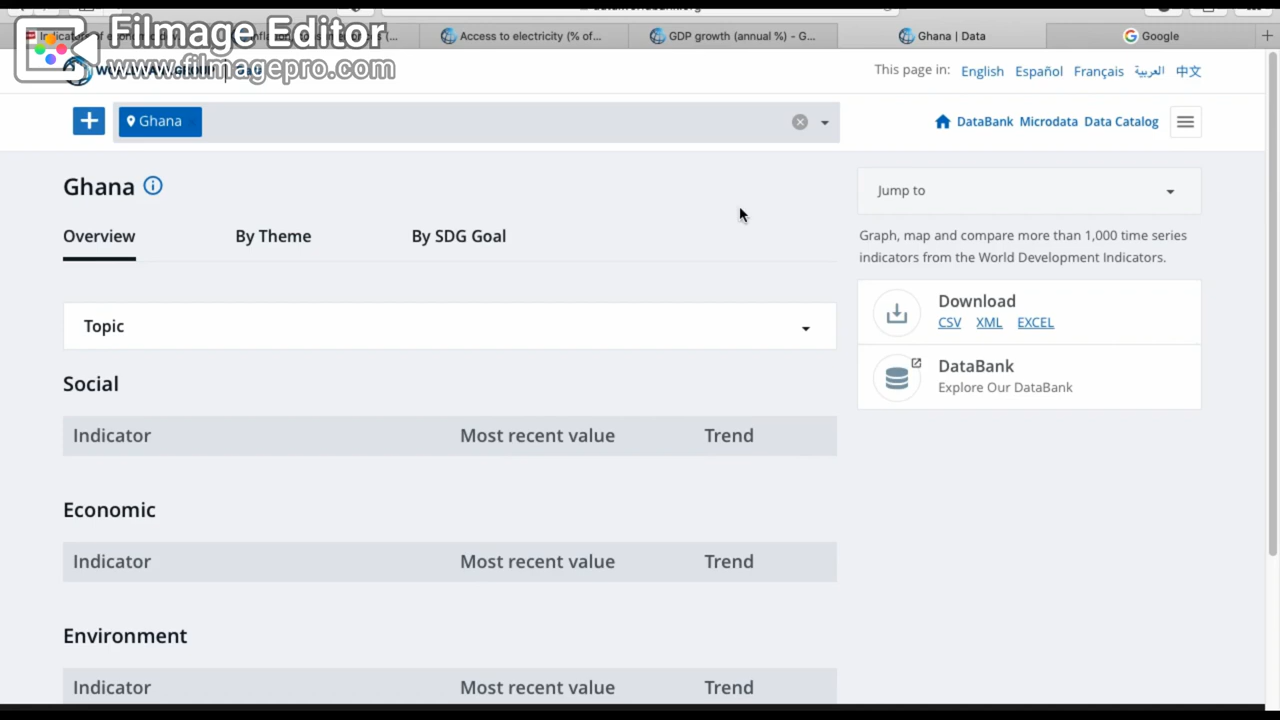 Filmage Editor
www.filmagepro.com
Access to electricity (% of...
GDP growth (annual %) - G...
Ghana | Data
Google
This page in: English Español Français العربية 中文
Ghana
DataBank Microdata Data Catalog
Ghana
Jump to
Overview By Theme By SDG Goal
Graph, map and compare more than 1,000 time series
indicators from the World Development Indicators.
Topic
Download
CSV XML EXCEL
DataBank
Explore Our DataBank
Social
Indicator Most recent value Trend
Economic
Indicator Most recent value Trend
Environment
Indicator Most recent value Trend